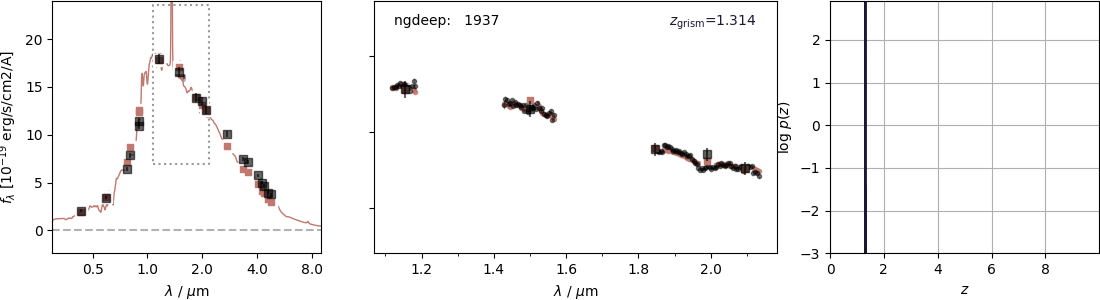 fλ [10⁻¹⁹ erg/s/cm2/A]
20
15
10
5
0
0.5 1.0 2.0 4.0 8.0
λ / μm
ngdeep: 1937
z_grism=1.314
1.2 1.4 1.6 1.8 2.0
λ / μm
log p(z)
2
1
0
−1
−2
−3
0 2 4 6 8
z